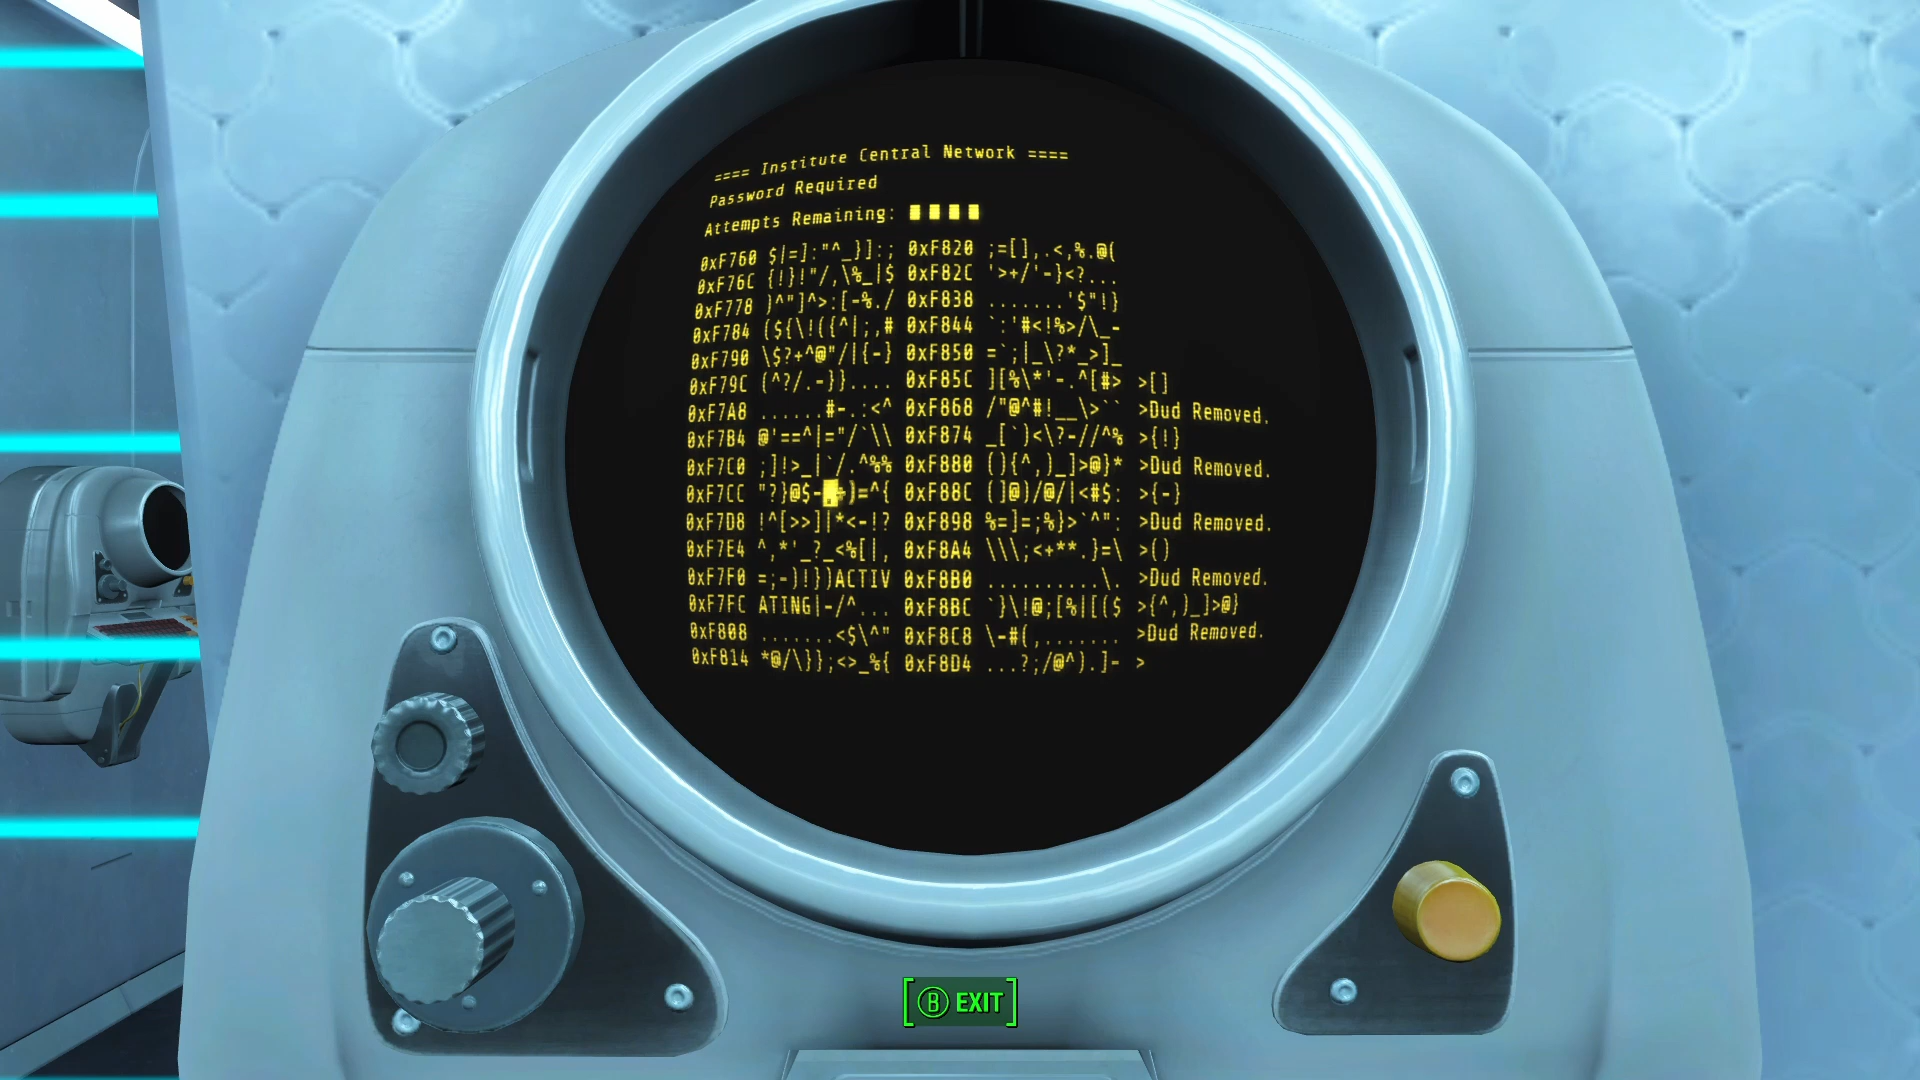 ==== Institute Central Network ====
Password Required
Attempts Remaining: ■ ■ ■ ■
0xF760 $|=]:"^_}]:; 0xF820 ;=[],.<,%.@(
0xF76C {!}!"/,\%_|$ 0xF82C '>+/'-}<?...
0xF778 )^"]^>:[-%./ 0xF838 .......'$"!}
0xF784 ($(\!({^|;,# 0xF844 `:'#<!%>/\_-
0xF790 \$?+^@"/|{-} 0xF850 =`;|_\?*_>]_
0xF79C (^?/.-}}.... 0xF85C ][%\*'-.^[#> >[]
0xF7A8 ......#-.:<^ 0xF868 /"@^#!__\>`` >Dud Removed.
0xF7B4 @'==^|="/`\\ 0xF874 _[`)<\?-//^% >{!}
0xF7C0 ;]!>_|`/.^%% 0xF880 (){^,)_]>@}* >Dud Removed.
0xF7CC "?}@$-.+)=^{ 0xF88C (]@)/@/|<#$: >{-}
0xF7D8 !^[>>]|*<-!? 0xF898 %=]=;%}>`^": >Dud Removed.
0xF7E4 ^,*'_?_<%[|, 0xF8A4 \\\;<+**.}=\ >()
0xF7F0 =;-)!})ACTIV 0xF8B0 ..........\. >Dud Removed.
0xF7FC ATING|-/^... 0xF8BC `}\!@;[%|[($ >{^,)_]>@}
0xF808 .......<$\^" 0xF8C8 \-#(,....... >Dud Removed.
0xF814 *@/\}};<>_%{ 0xF8D4 ...?;/@^).]- >
B EXIT